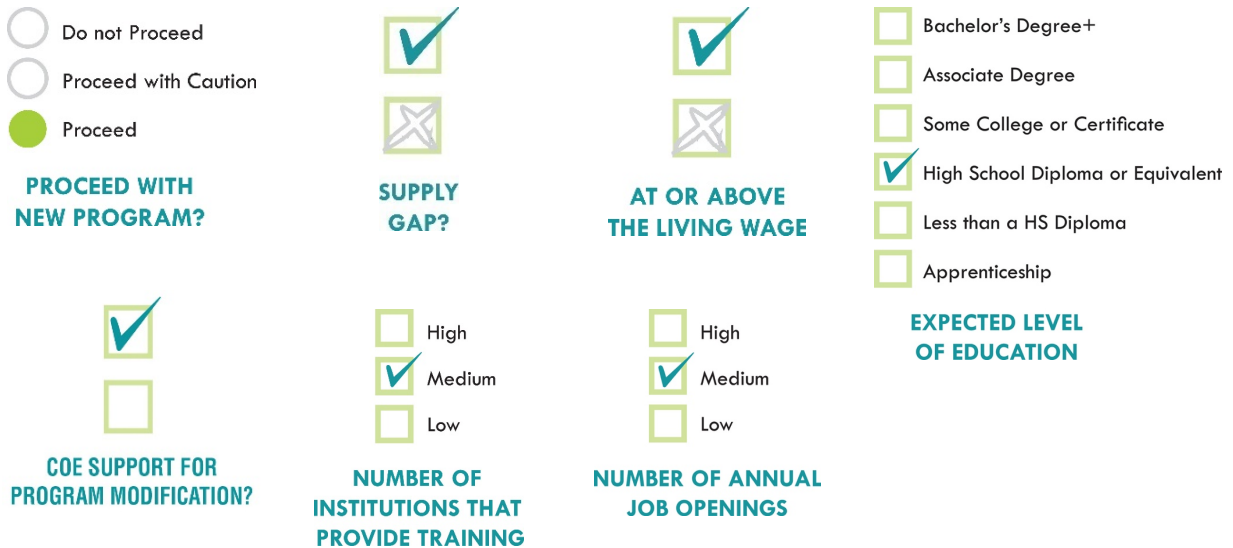 Do not Proceed
Proceed with Caution
Proceed
PROCEED WITH
NEW PROGRAM?
SUPPLY
GAP?
AT OR ABOVE
THE LIVING WAGE
Bachelor’s Degree+
Associate Degree
Some College or Certificate
High School Diploma or Equivalent
Less than a HS Diploma
Apprenticeship
EXPECTED LEVEL
OF EDUCATION
COE SUPPORT FOR
PROGRAM MODIFICATION?
High
Medium
Low
NUMBER OF
INSTITUTIONS THAT
PROVIDE TRAINING
High
Medium
Low
NUMBER OF ANNUAL
JOB OPENINGS